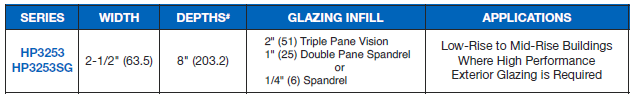 SERIES WIDTH DEPTHS# GLAZING INFILL APPLICATIONS
HP3253
HP3253SG
2-1/2" (63.5)
8" (203.2)
2" (51) Triple Pane Vision
1" (25) Double Pane Spandrel
or
1/4" (6) Spandrel
Low-Rise to Mid-Rise Buildings
Where High Performance
Exterior Glazing is Required